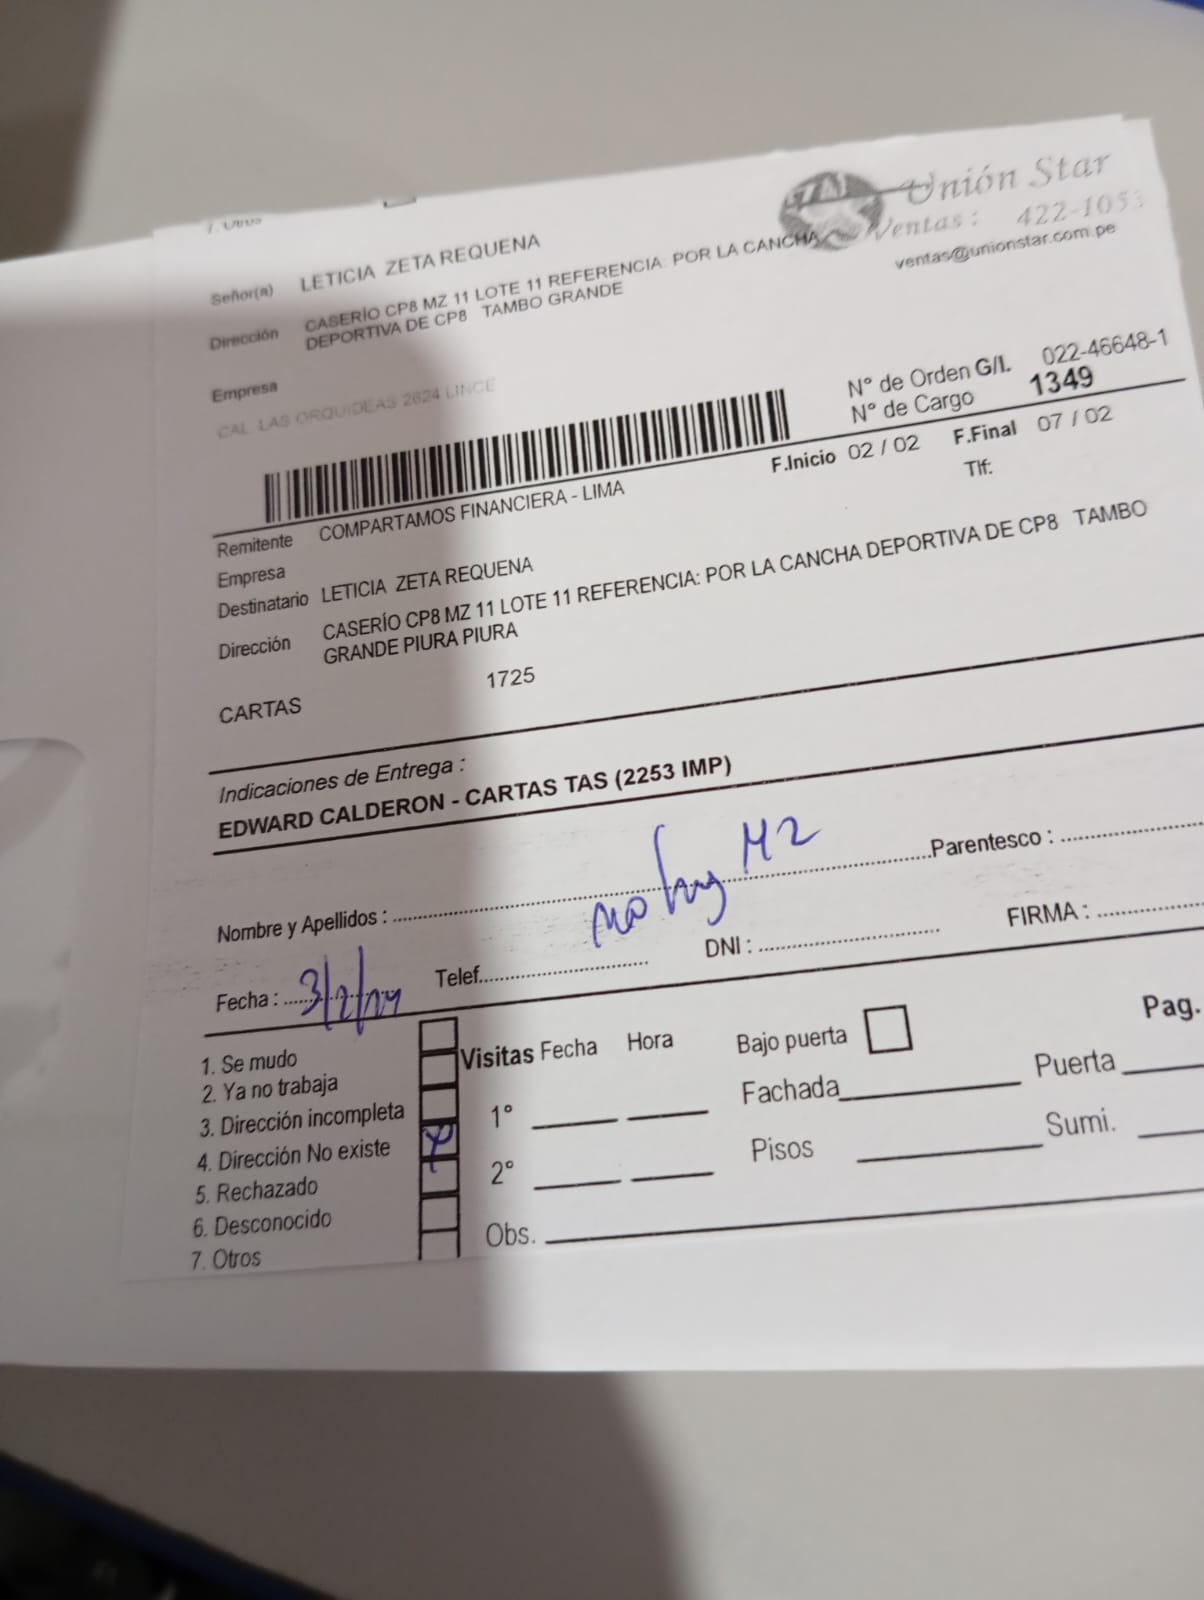 7. Otros
Unión Star
Ventas : 422-1053
ventas@unionstar.com.pe
Señor(a) LETICIA ZETA REQUENA
Dirección CASERÍO CP8 MZ 11 LOTE 11 REFERENCIA: POR LA CANCHA
DEPORTIVA DE CP8 TAMBO GRANDE
Empresa
CAL LAS ORQUIDEAS 2624 LINCE
N° de Orden G/L 022-46648-1
N° de Cargo 1349
F.Inicio 02 / 02 F.Final 07 / 02
Tlf:
Remitente COMPARTAMOS FINANCIERA - LIMA
Empresa
Destinatario LETICIA ZETA REQUENA
Dirección CASERÍO CP8 MZ 11 LOTE 11 REFERENCIA: POR LA CANCHA DEPORTIVA DE CP8 TAMBO
GRANDE PIURA PIURA
CARTAS 1725
Indicaciones de Entrega :
EDWARD CALDERON - CARTAS TAS (2253 IMP)
no hay MZ
Nombre y Apellidos : Parentesco :
Fecha : 3/2/24 Telef. DNI : FIRMA :
1. Se mudo
2. Ya no trabaja
3. Dirección incompleta
4. Dirección No existe
5. Rechazado
6. Desconocido
7. Otros
Visitas Fecha Hora Bajo puerta Pag.
1° Fachada Puerta
2° Pisos Sumi.
Obs.